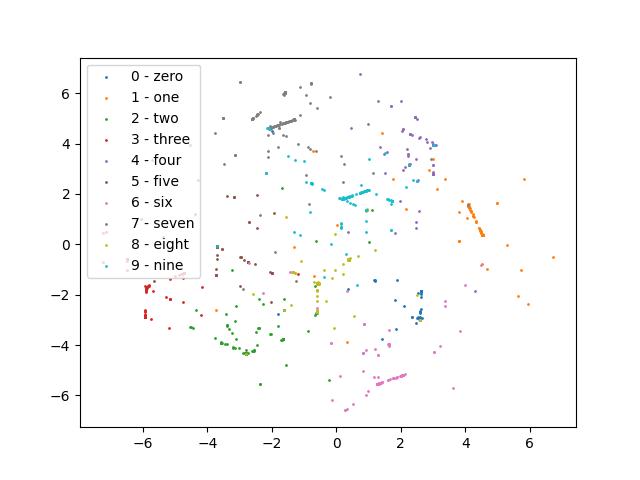 0 - zero
1 - one
2 - two
3 - three
4 - four
5 - five
6 - six
7 - seven
8 - eight
9 - nine
6
4
2
0
−2
−4
−6
−6 −4 −2 0 2 4 6